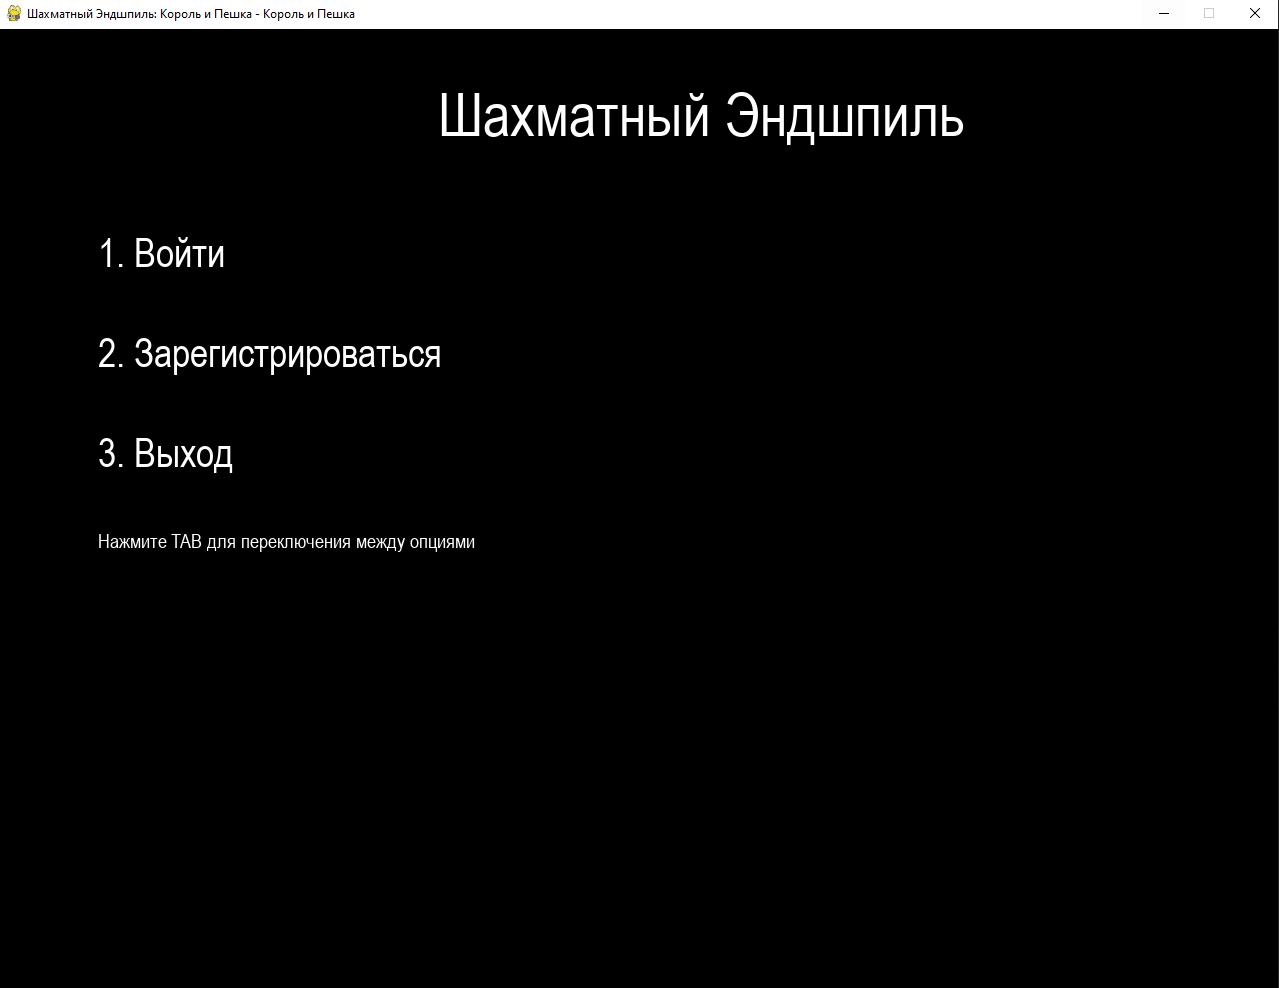 Шахматный Эндшпиль: Король и Пешка - Король и Пешка
Шахматный Эндшпиль
1. Войти
2. Зарегистрироваться
3. Выход
Нажмите TAB для переключения между опциями